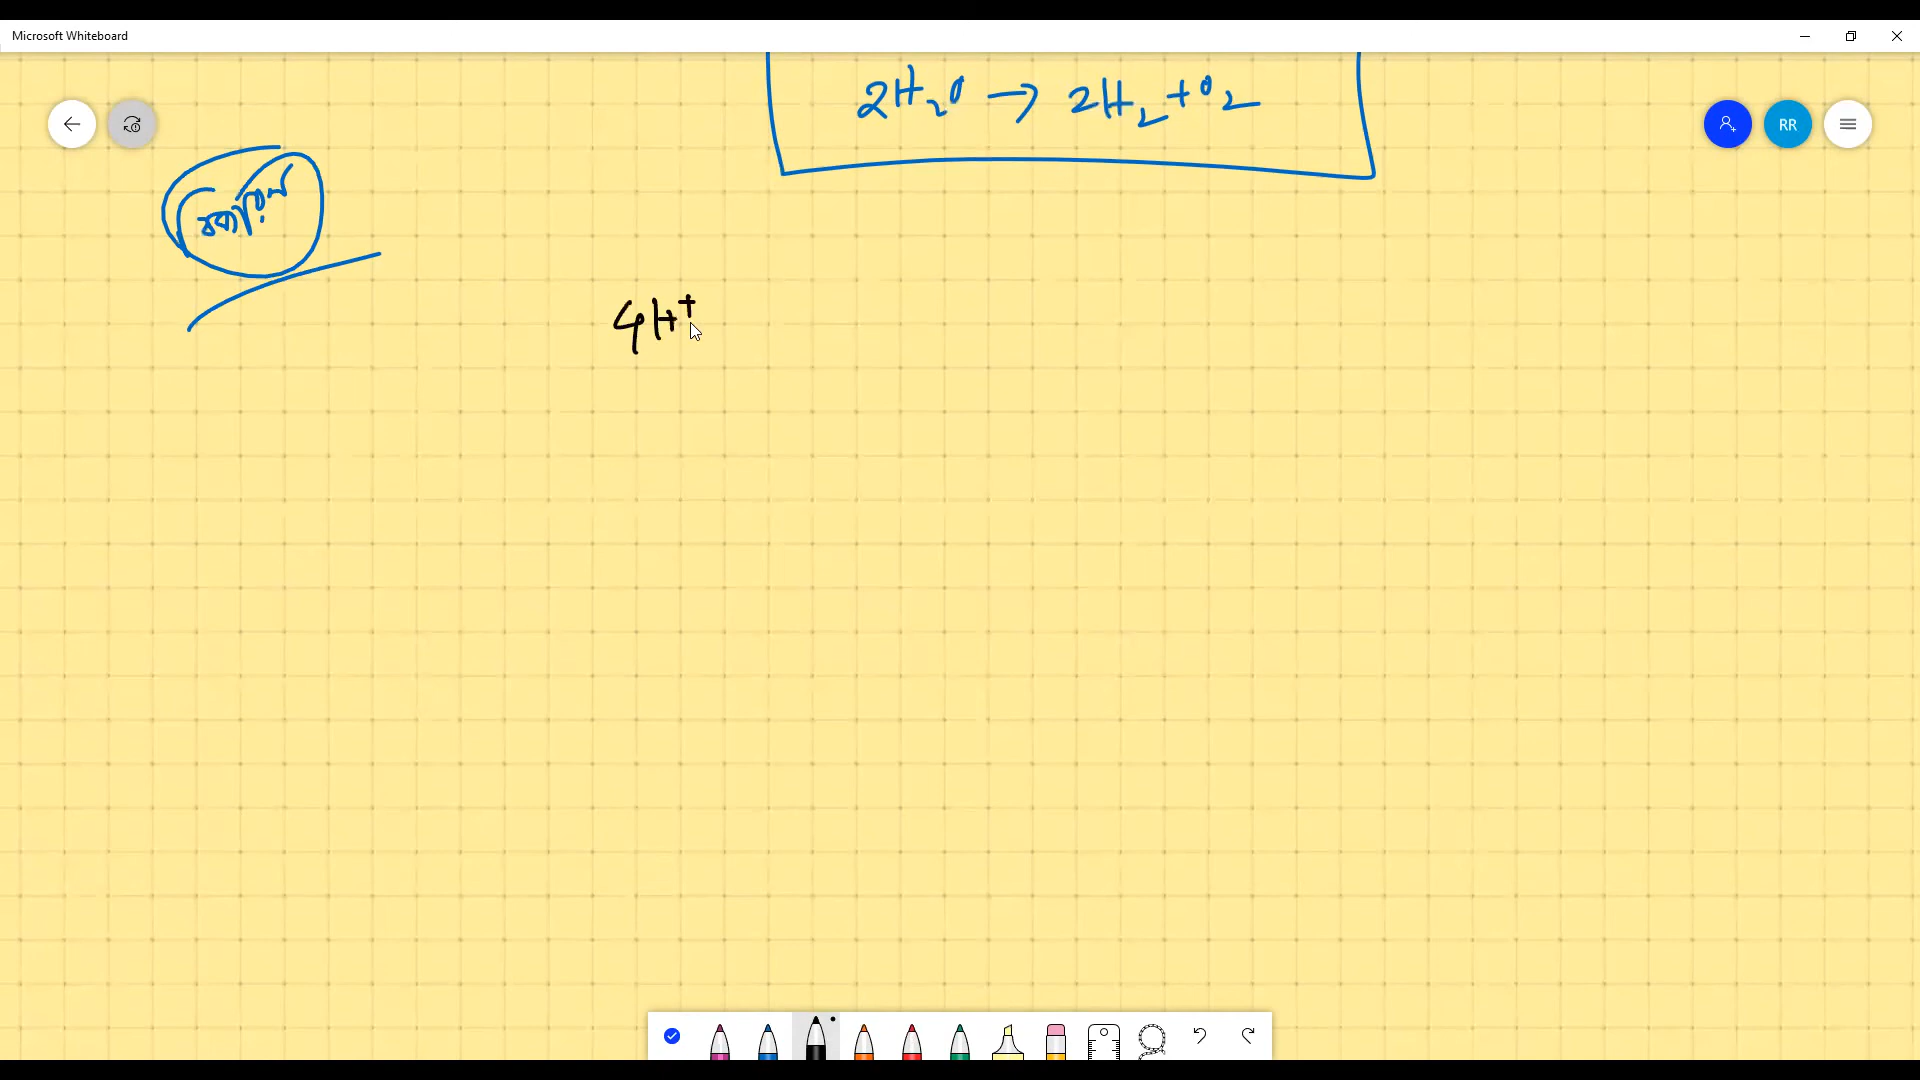 Microsoft Whiteboard
2H₂O → 2H₂ + O₂
RR
4H⁺